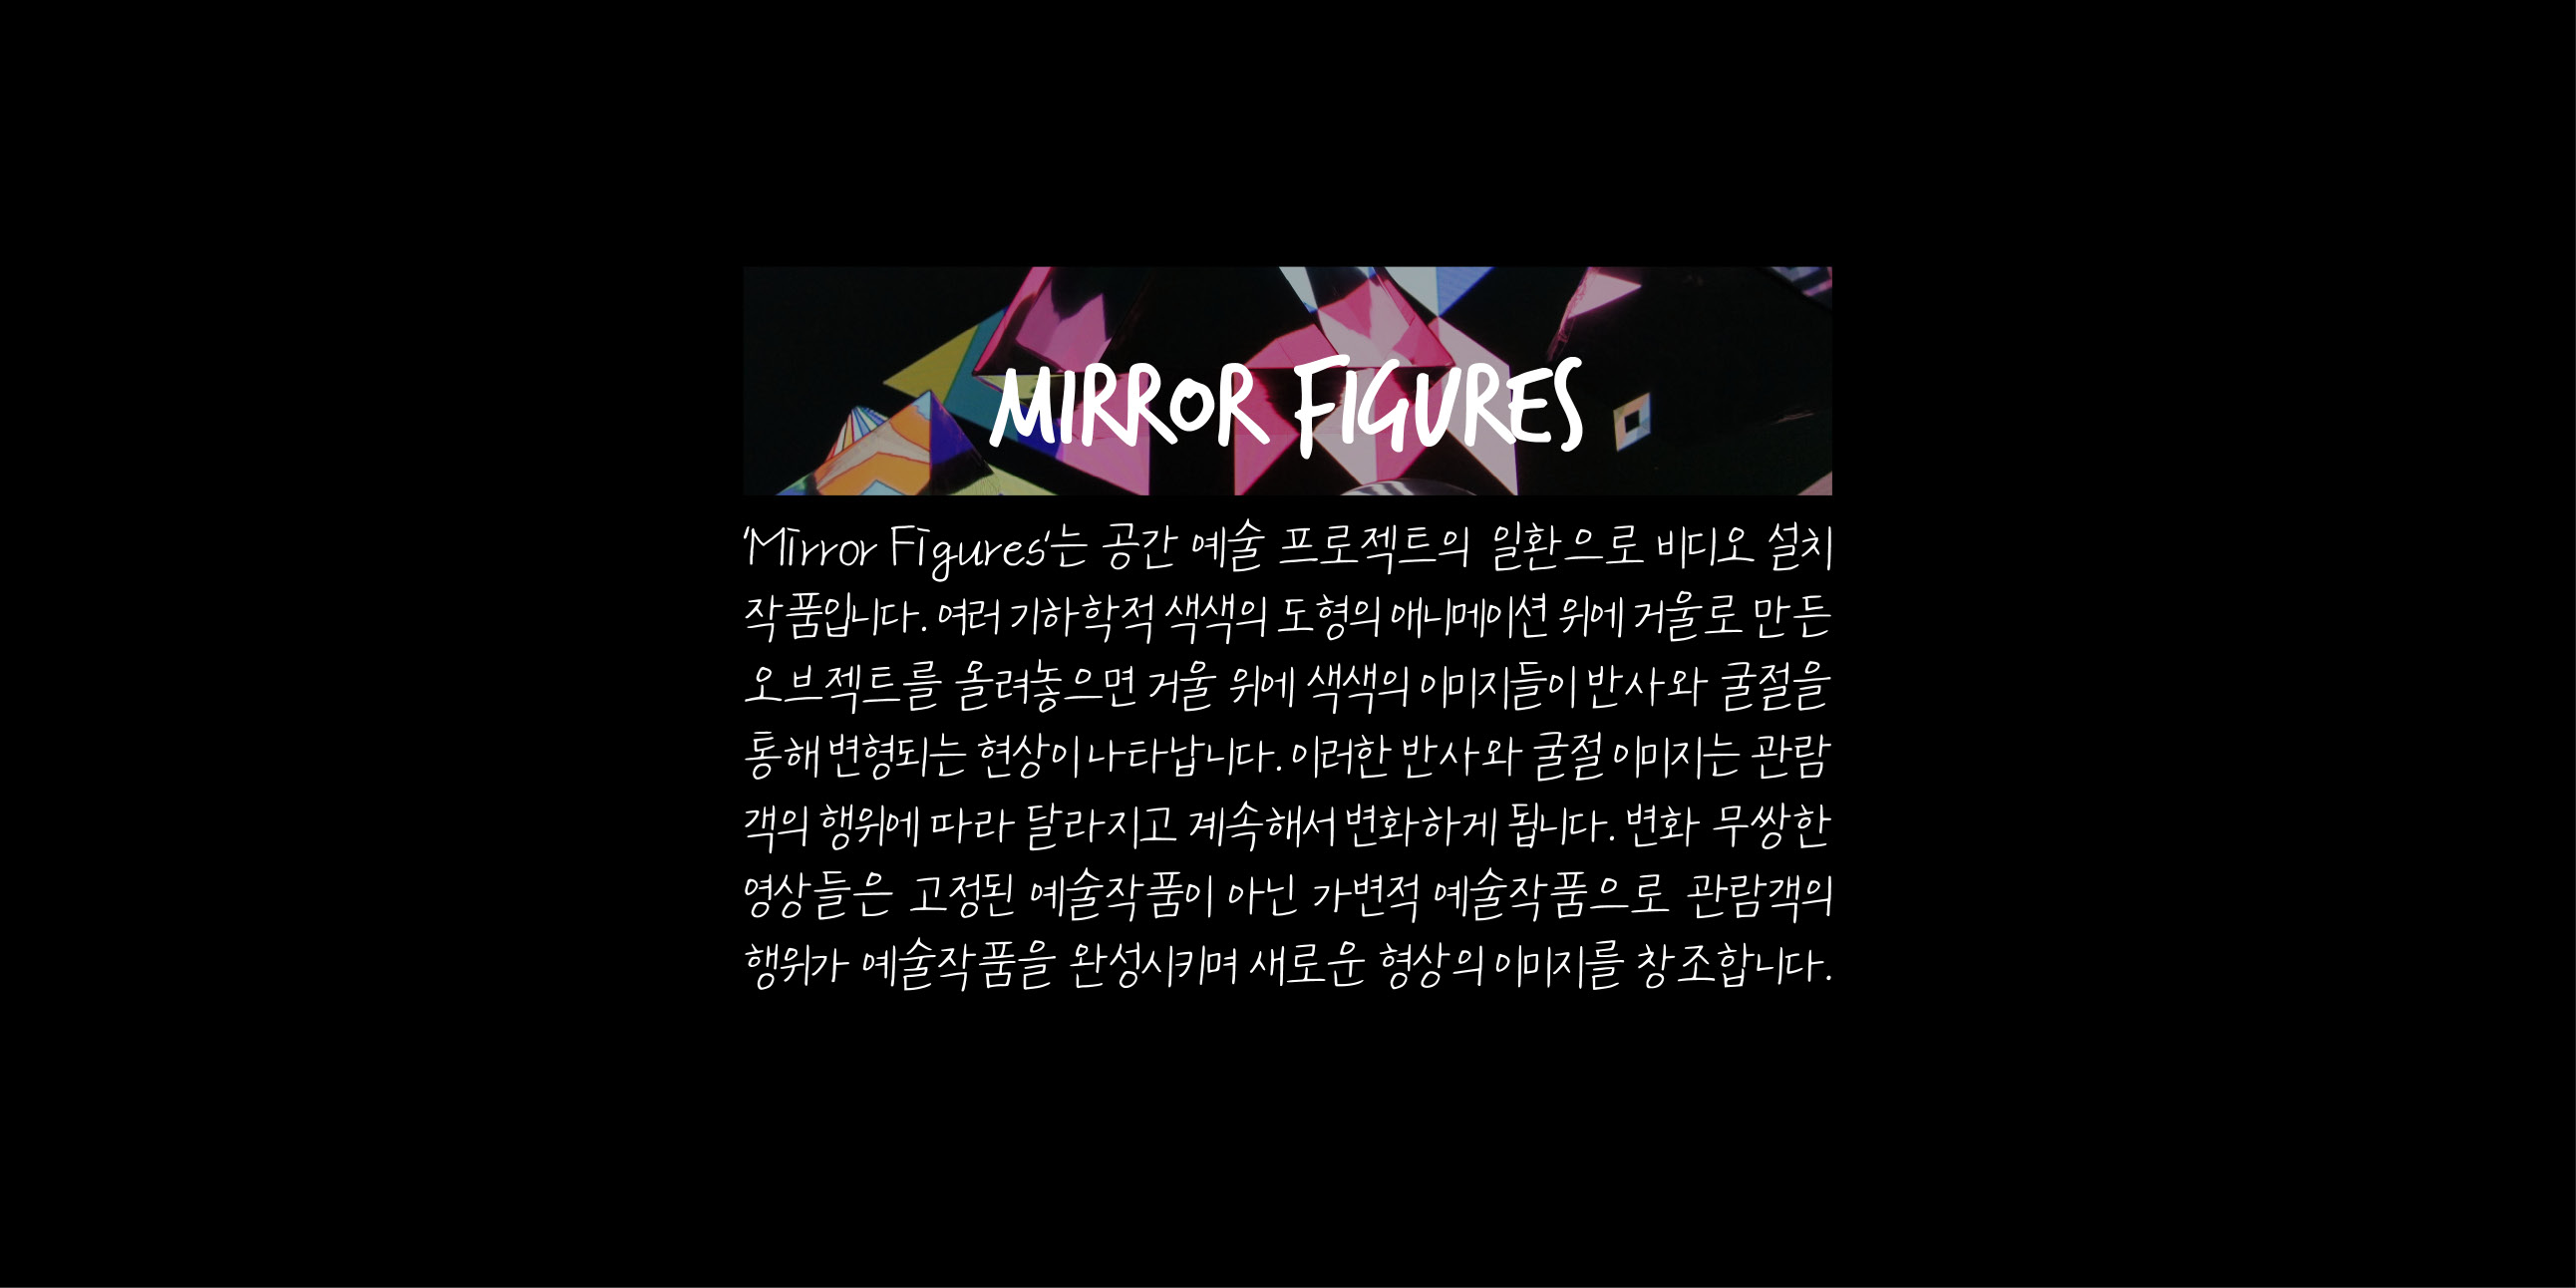 MIRROR FIGURES
'Mirror Figures'는 공간 예술 프로젝트의 일환으로 비디오 설치
작품입니다. 여러 기하학적 색색의 도형의 애니메이션 위에 거울로 만든
오브젝트를 올려놓으면 거울 위에 색색의 이미지들이 반사와 굴절을
통해 변형되는 현상이 나타납니다. 이러한 반사와 굴절 이미지는 관람
객의 행위에 따라 달라지고 계속해서 변화하게 됩니다. 변화 무쌍한
영상들은 고정된 예술작품이 아닌 가변적 예술작품으로 관람객의
행위가 예술작품을 완성시키며 새로운 형상의 이미지를 창조합니다.